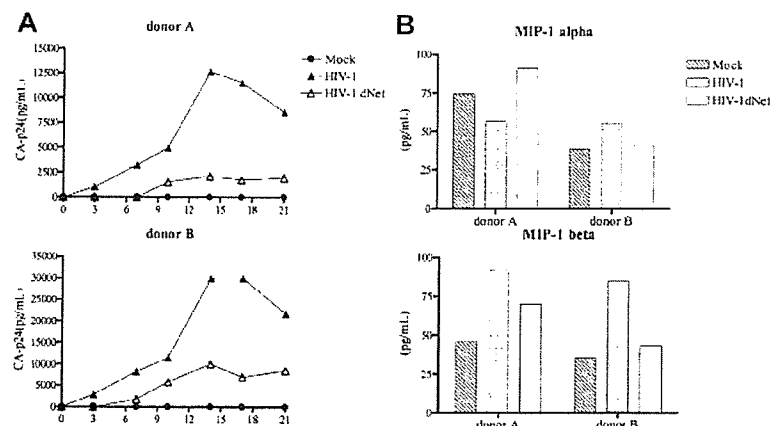 A
donor A
CA-p24(pg/mL)
15000
12500
10000
7500
5000
2500
0
0 3 6 9 12 15 18 21
Mock
HIV-1
HIV-1 dNef
donor B
CA-p24(pg/mL)
35000
30000
25000
20000
15000
10000
5000
0
0 3 6 9 12 15 18 21
B
MIP-1 alpha
(pg/mL)
100
75
50
25
0
donor A donor B
Mock
HIV-1
HIV-1dNef
MIP-1 beta
(pg/mL)
100
75
50
25
0
donor A donor B